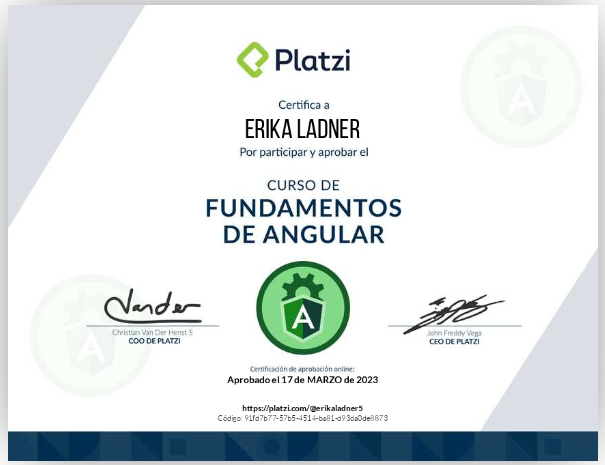 Platzi
Certifica a
ERIKA LADNER
Por participar y aprobar el
CURSO DE
FUNDAMENTOS
DE ANGULAR
A
A
A
Christian Van Der Henst S
COO DE PLATZI
John Freddy Vega
CEO DE PLATZI
Certificación de aprobación online:
Aprobado el 17 de MARZO de 2023
https://platzi.com/@erikaladner5
Código: 91fd7b77-57b5-4514-ba81-d93da0de8873